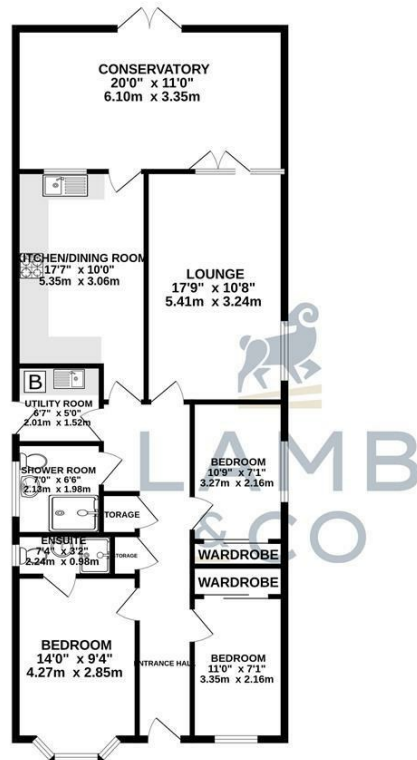 CONSERVATORY
20'0" x 11'0"
6.10m x 3.35m
KITCHEN/DINING ROOM
17'7" x 10'0"
5.35m x 3.06m
LOUNGE
17'9" x 10'8"
5.41m x 3.24m
B
UTILITY ROOM
6'7" x 5'0"
2.01m x 1.52m
SHOWER ROOM
7'0" x 6'6"
2.13m x 1.98m
BEDROOM
10'9" x 7'1"
3.27m x 2.16m
LAMB
& CO
STORAGE
ENSUITE
7'4" x 3'2"
2.24m x 0.98m
STORAGE
WARDROBE
WARDROBE
BEDROOM
14'0" x 9'4"
4.27m x 2.85m
ENTRANCE HALL
BEDROOM
11'0" x 7'1"
3.35m x 2.16m